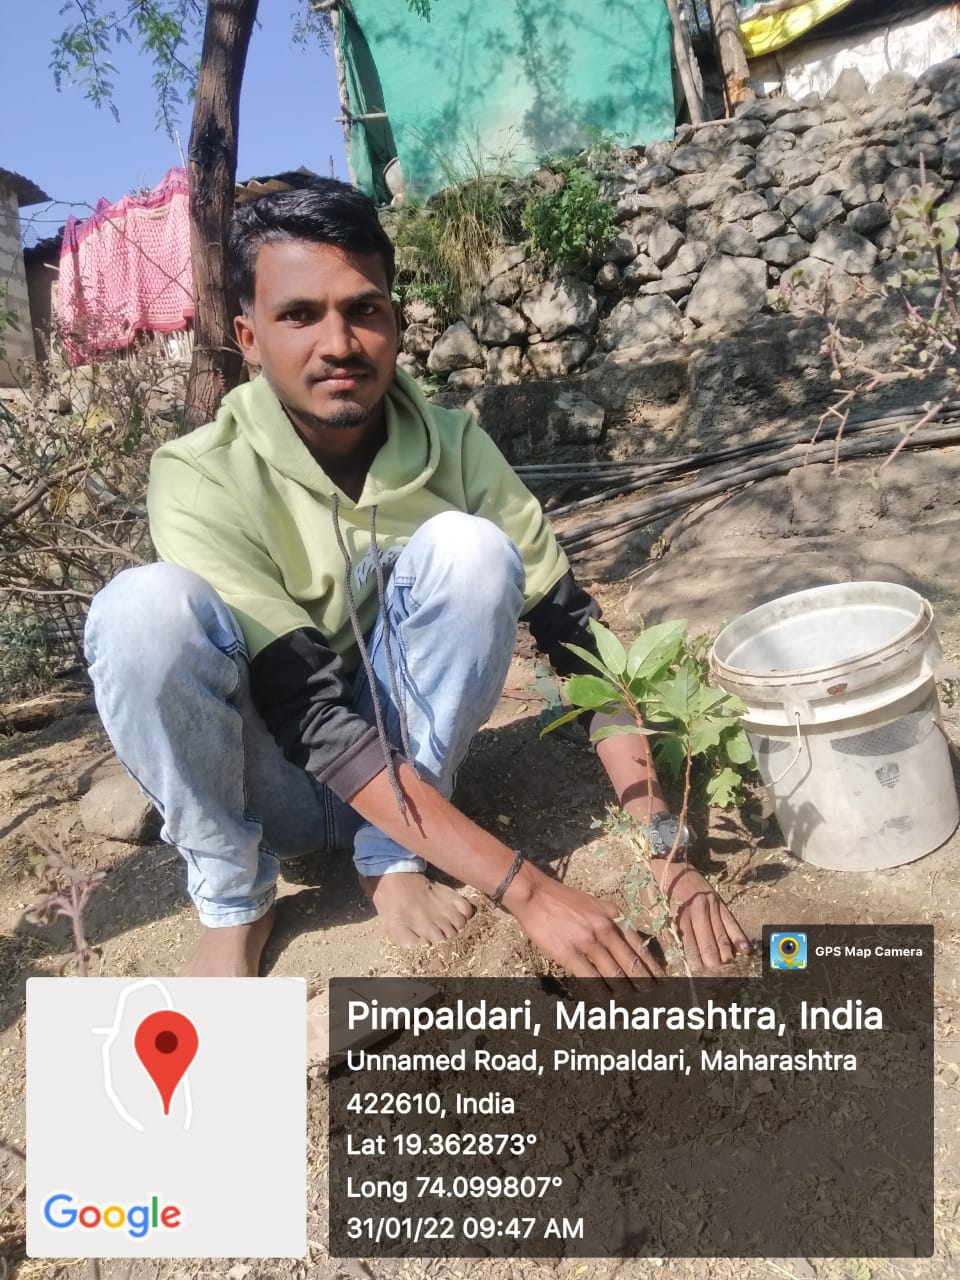 GPS Map Camera
Pimpaldari, Maharashtra, India
Unnamed Road, Pimpaldari, Maharashtra
422610, India
Lat 19.362873°
Long 74.099807°
31/01/22 09:47 AM
Google